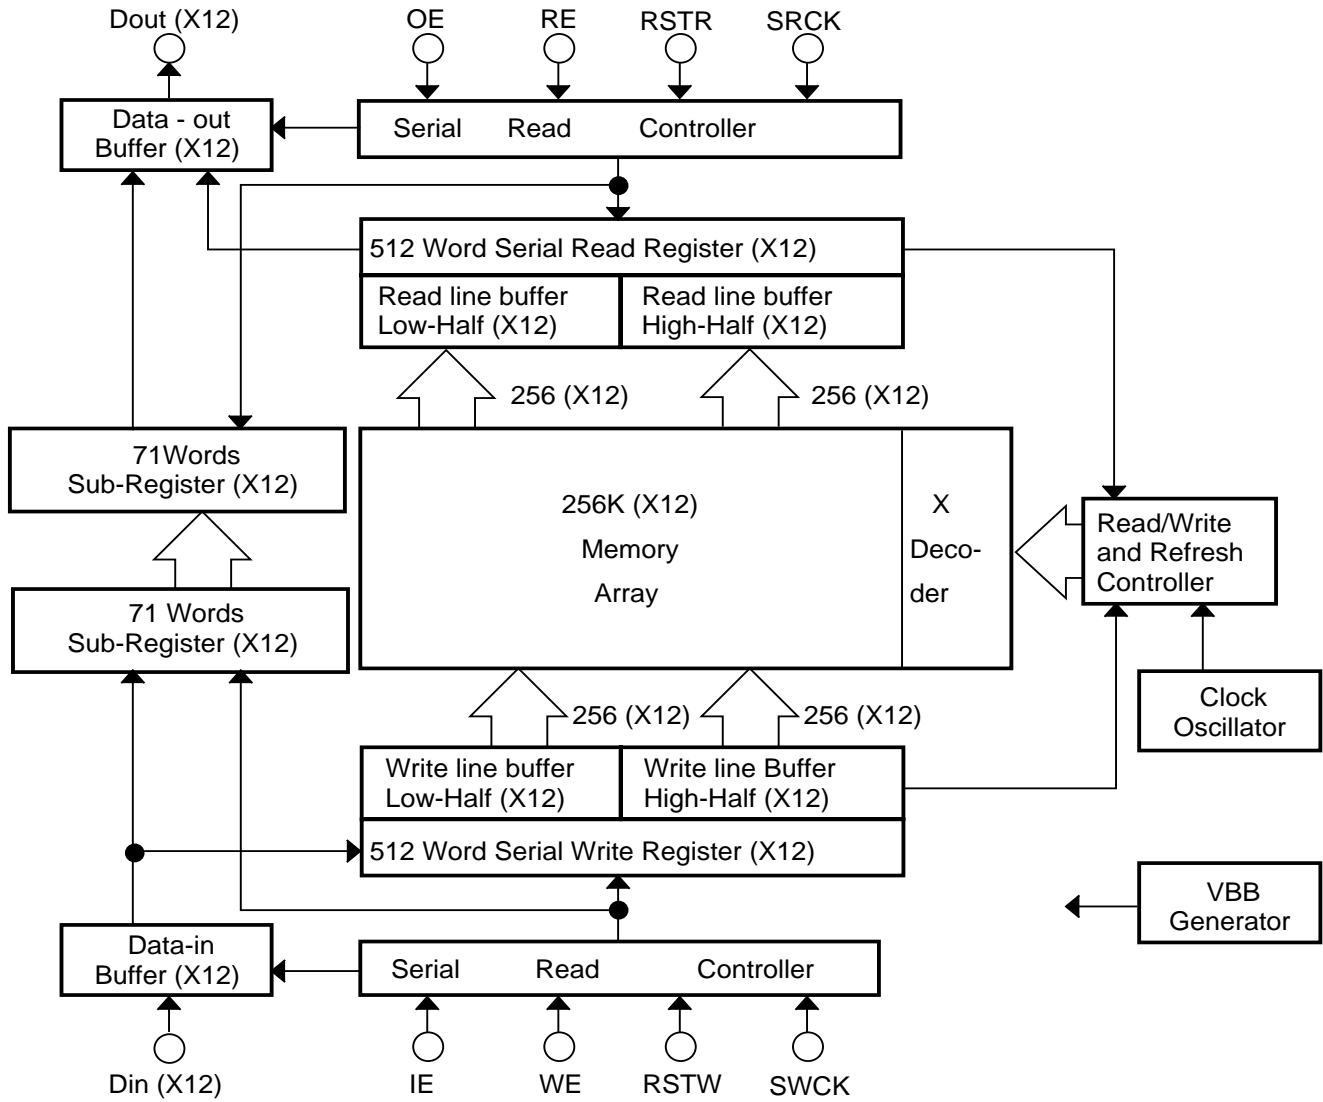 Dout (X12)
OE
RE
RSTR
SRCK
Data - out
Buffer (X12)
Serial Read Controller
512 Word Serial Read Register (X12)
Read line buffer
Low-Half (X12)
Read line buffer
High-Half (X12)
256 (X12)
256 (X12)
71Words
Sub-Register (X12)
256K (X12)
Memory
Array
X
Deco-
der
Read/Write
and Refresh
Controller
71 Words
Sub-Register (X12)
Clock
Oscillator
256 (X12)
256 (X12)
Write line buffer
Low-Half (X12)
Write line Buffer
High-Half (X12)
512 Word Serial Write Register (X12)
VBB
Generator
Data-in
Buffer (X12)
Serial Read Controller
Din (X12)
IE
WE
RSTW
SWCK